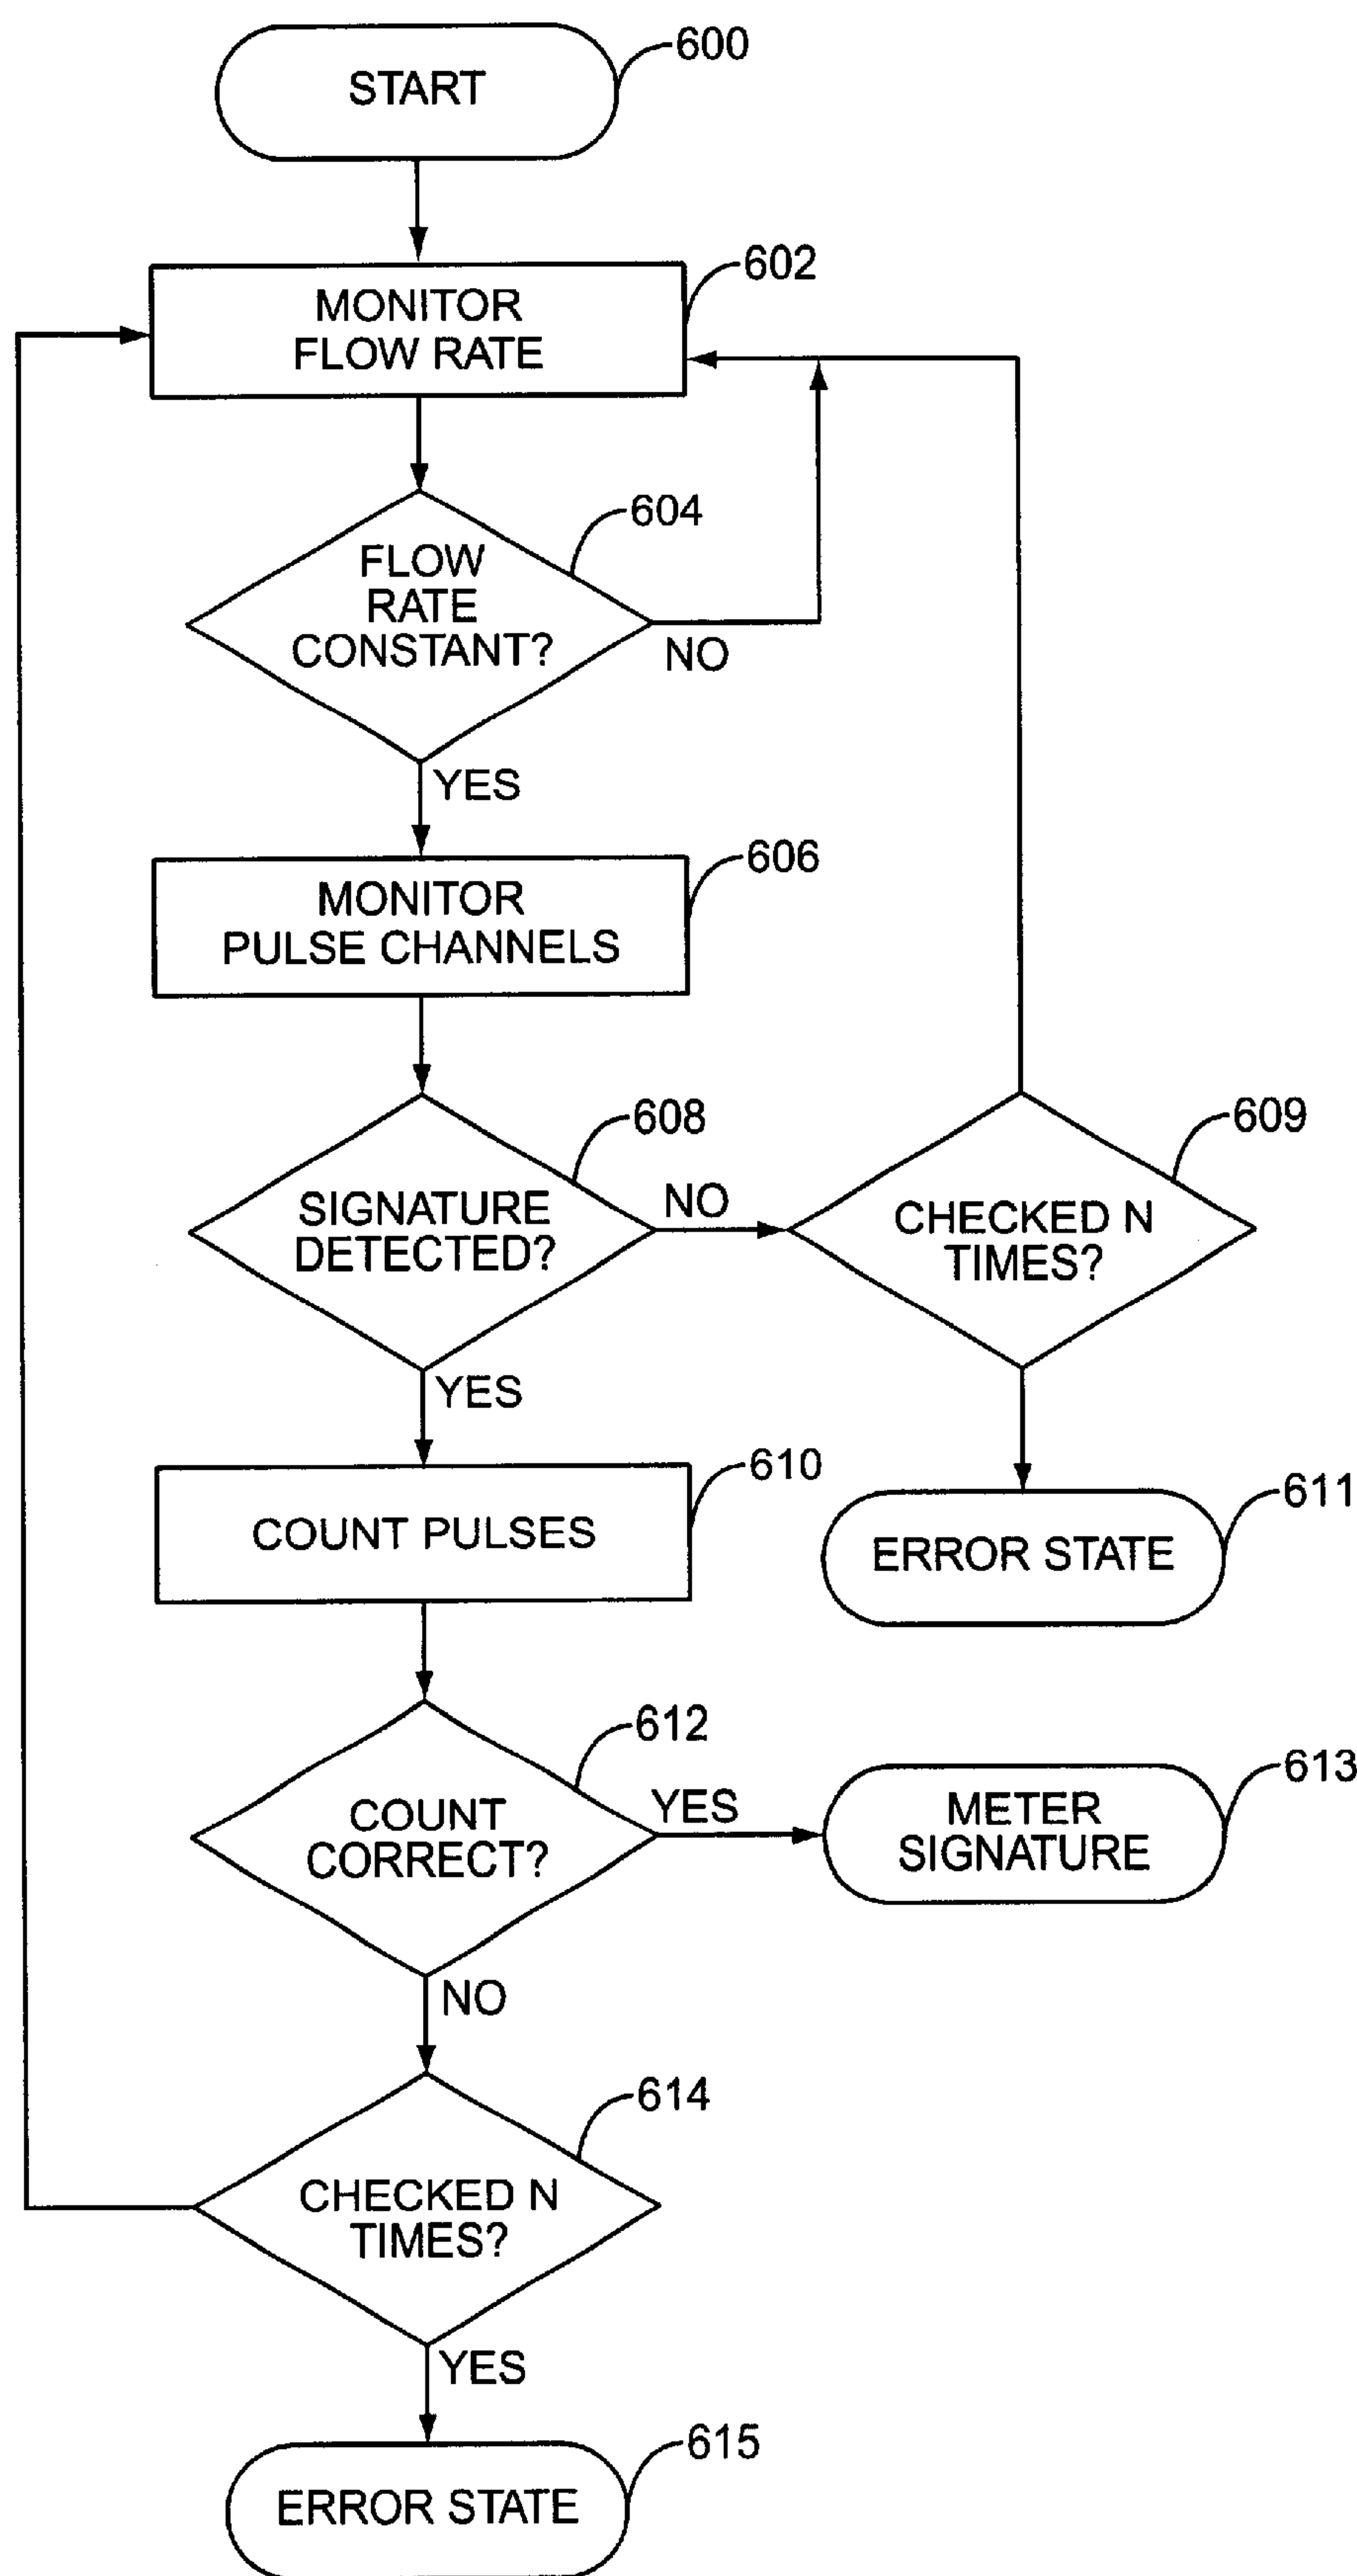 START
600
MONITOR
FLOW RATE
602
FLOW
RATE
CONSTANT?
604
NO
YES
MONITOR
PULSE CHANNELS
606
SIGNATURE
DETECTED?
608
NO
CHECKED N
TIMES?
609
YES
COUNT PULSES
610
ERROR STATE
611
COUNT
CORRECT?
612
YES
METER
SIGNATURE
613
NO
CHECKED N
TIMES?
614
YES
ERROR STATE
615